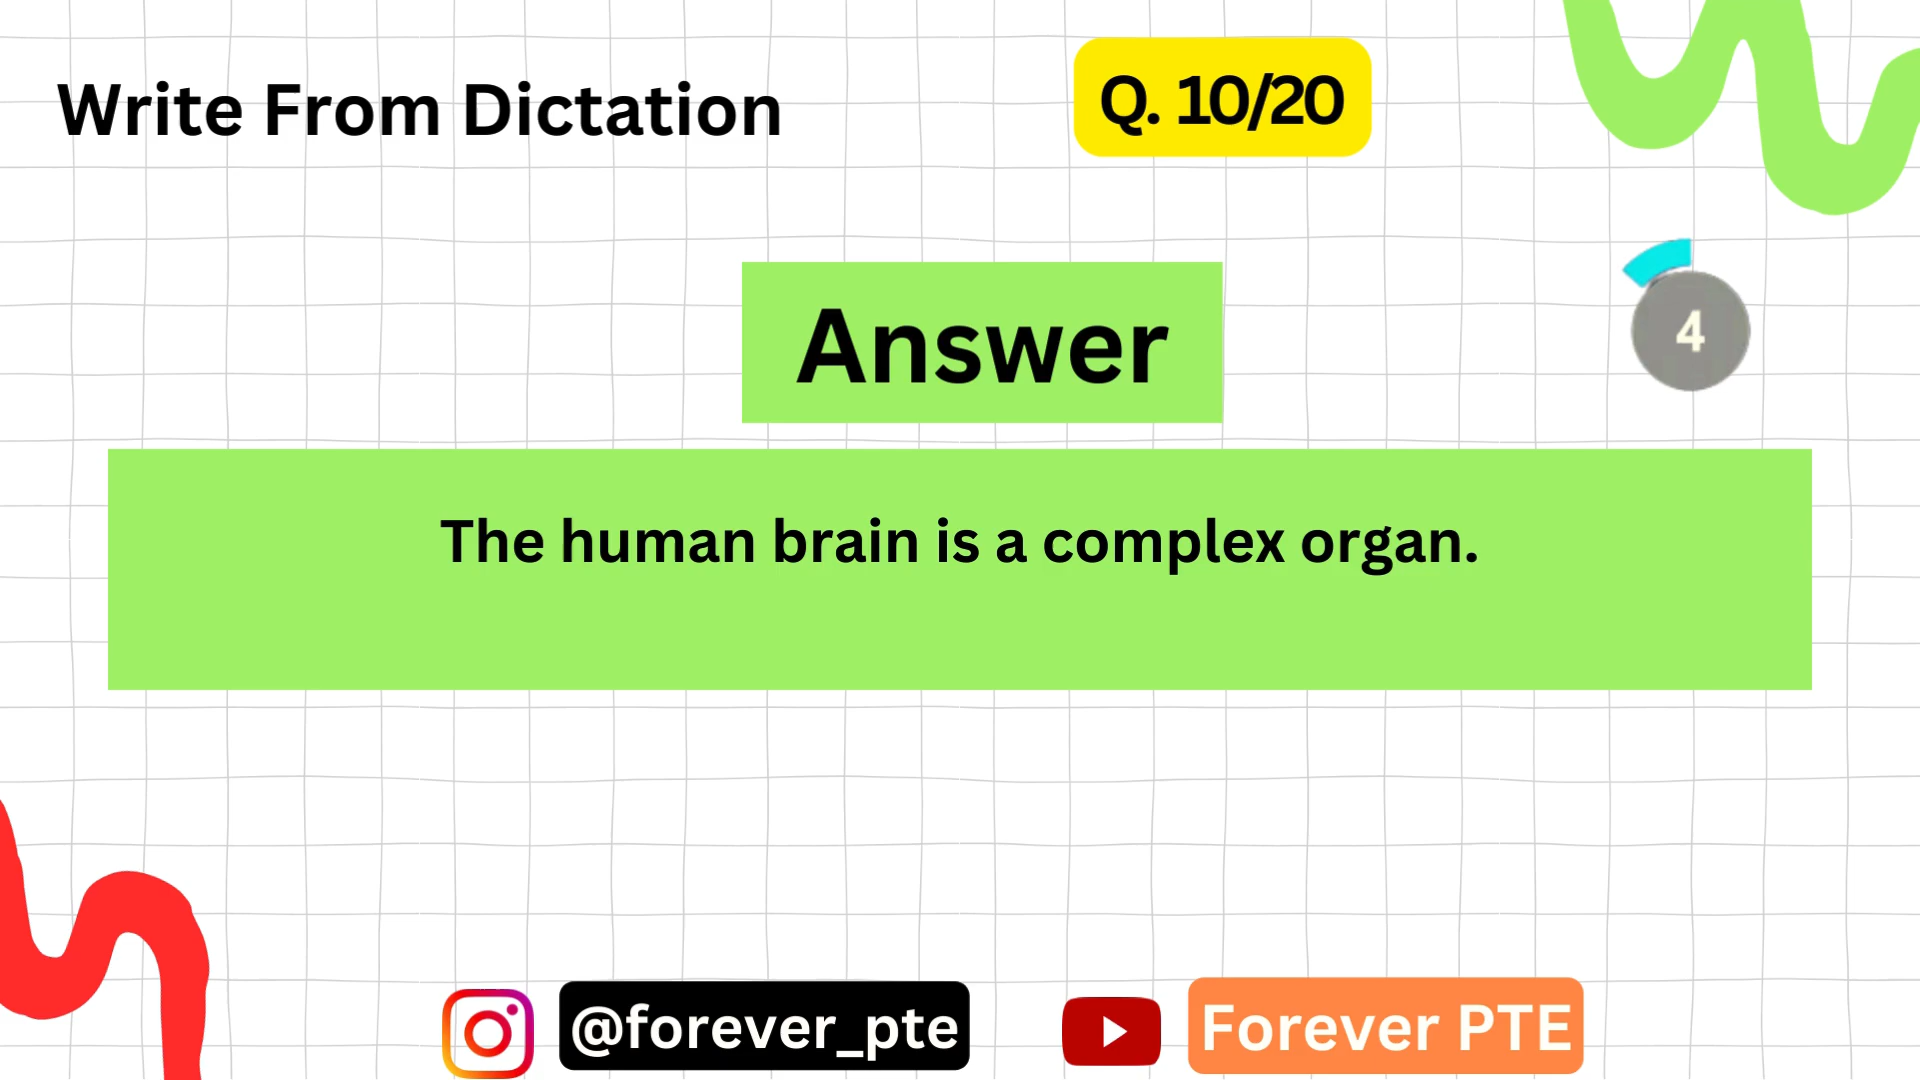 Write From Dictation
Q. 10/20
Answer
4
The human brain is a complex organ.
@forever_pte
Forever PTE